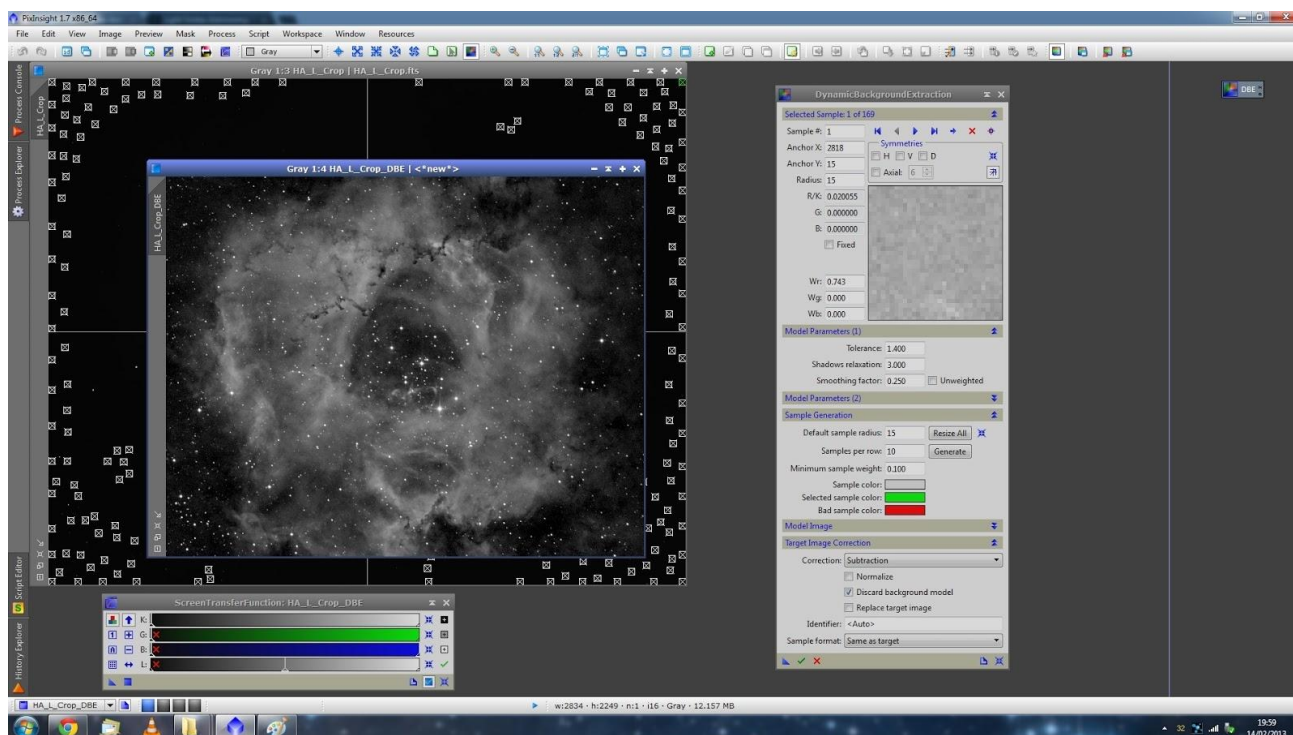 PixInsight 1.7 x86_64
File Edit View Image Preview Mask Process Script Workspace Window Resources
Gray
Process Console
Process Explorer
Script Editor
History Explorer
Gray 1:3 HA_L_Crop | HA_L_Crop.fts
HA_L_Crop
Gray 1:4 HA_L_Crop_DBE | <*new*>
HA_L_Crop_DBE
ScreenTransferFunction: HA_L_Crop_DBE
K:
G:
B:
L:
DynamicBackgroundExtraction
Selected Sample: 1 of 169
Sample #: 1
Anchor X: 2818
Symmetries
H V D
Anchor Y: 15
Axial: 6
Radius: 15
R/K: 0.020055
G: 0.000000
B: 0.000000
Fixed
Wr: 0.743
Wg: 0.000
Wb: 0.000
Model Parameters (1)
Tolerance: 1.400
Shadows relaxation: 3.000
Smoothing factor: 0.250 Unweighted
Model Parameters (2)
Sample Generation
Default sample radius: 15 Resize All
Samples per row: 10 Generate
Minimum sample weight: 0.100
Sample color:
Selected sample color:
Bad sample color:
Model Image
Target Image Correction
Correction: Subtraction
Normalize
Discard background model
Replace target image
Identifier: <Auto>
Sample format: Same as target
DBE
HA_L_Crop_DBE
w:2834 · h:2249 · n:1 · i16 · Gray · 12.157 MB
32
19:59
14/02/2013